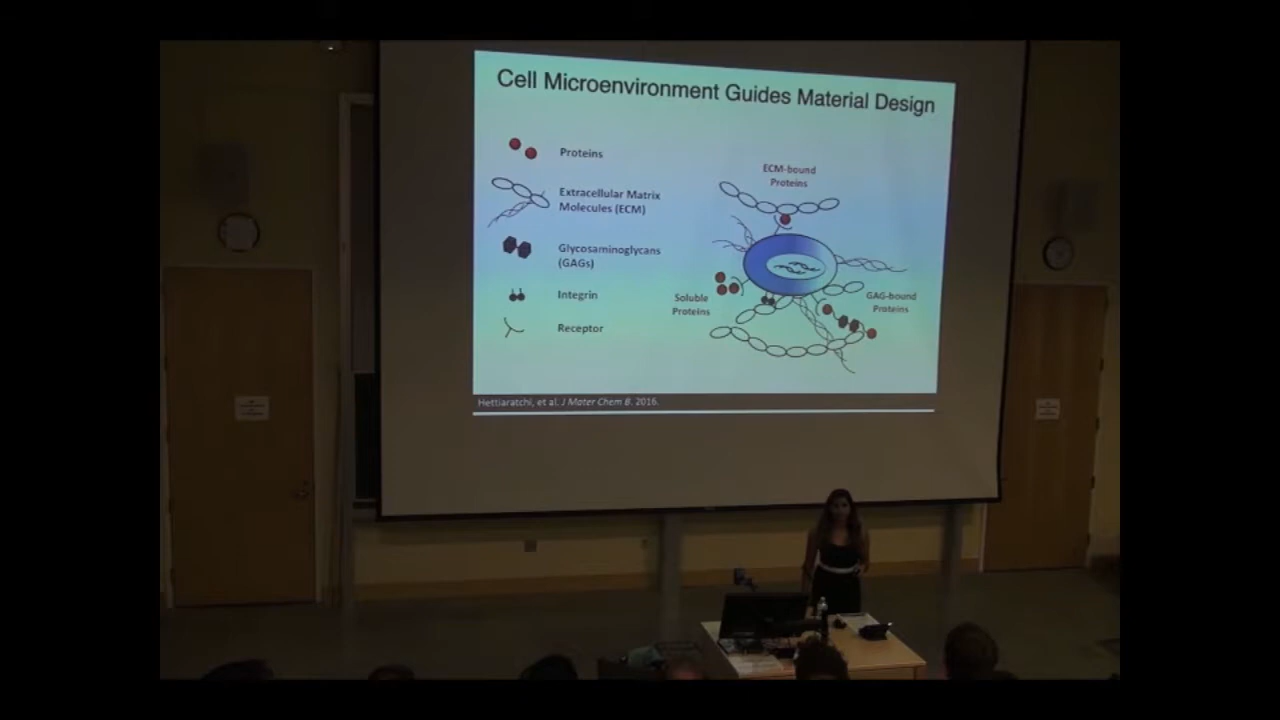 Cell Microenvironment Guides Material Design
Proteins
Extracellular Matrix
Molecules (ECM)
Glycosaminoglycans
(GAGs)
Integrin
Receptor
ECM-bound
Proteins
Soluble
Proteins
GAG-bound
Proteins
Hettiaratchi, et al. J Mater Chem B. 2016.